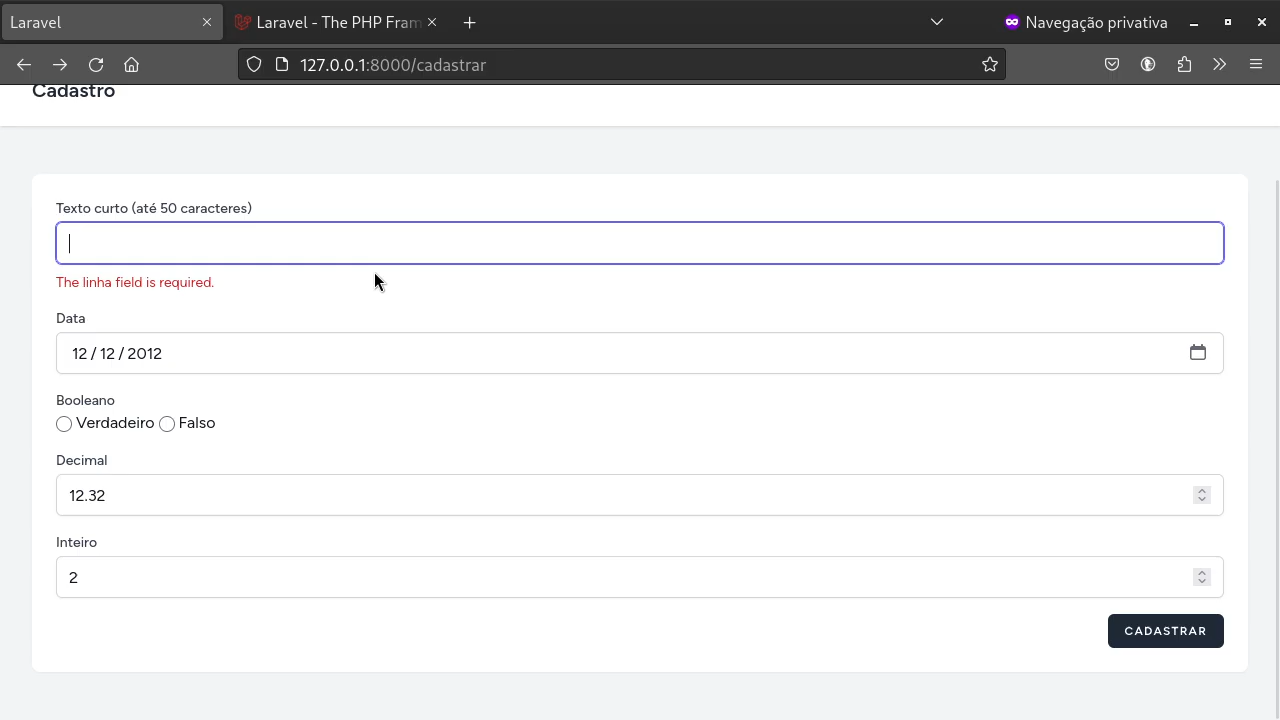 Laravel
Laravel - The PHP Fram
Navegação privativa
127.0.0.1:8000/cadastrar
Cadastro
Texto curto (até 50 caracteres)
The linha field is required.
Data
12 / 12 / 2012
Booleano
Verdadeiro Falso
Decimal
12.32
Inteiro
2
CADASTRAR